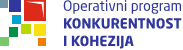 Operativni program
KONKURENTNOST
I KOHEZIJA